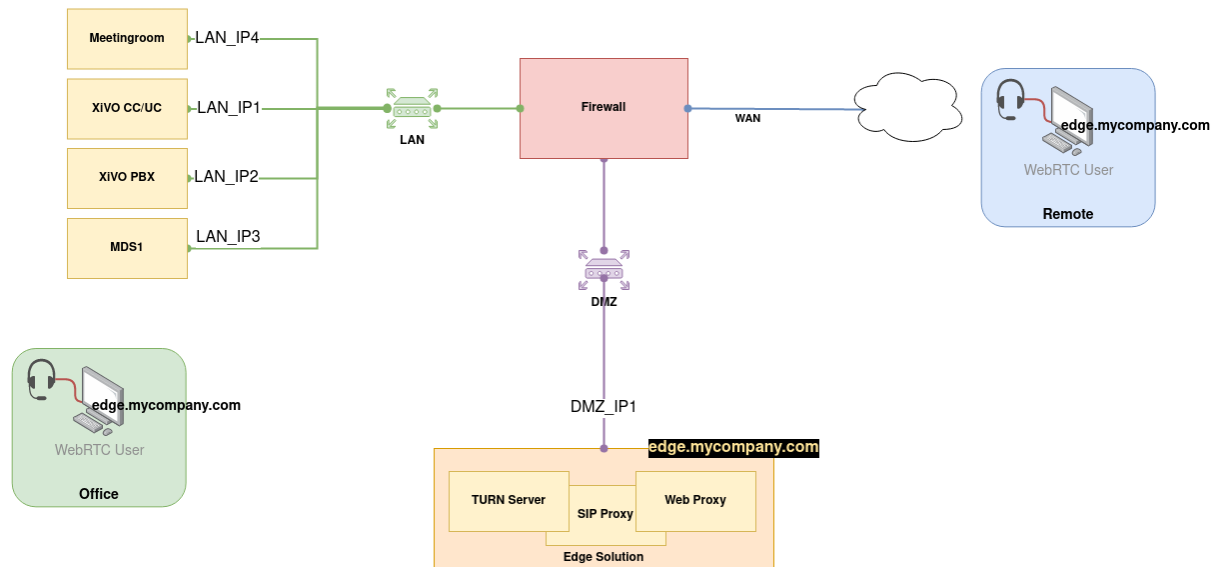 Meetingroom
LAN_IP4
XiVO CC/UC
LAN_IP1
LAN
XiVO PBX
LAN_IP2
MDS1
LAN_IP3
Firewall
WAN
edge.mycompany.com
WebRTC User
Remote
DMZ
DMZ_IP1
edge.mycompany.com
WebRTC User
Office
edge.mycompany.com
TURN Server
SIP Proxy
Web Proxy
Edge Solution